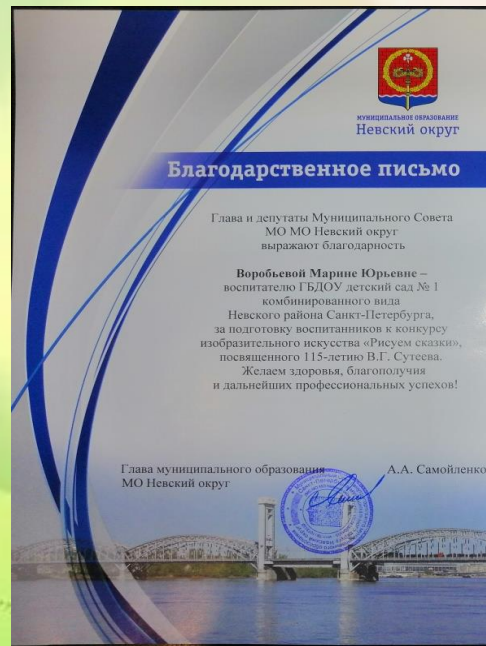 МУНИЦИПАЛЬНОЕ ОБРАЗОВАНИЕ
Невский округ
Благодарственное письмо
Глава и депутаты Муниципального Совета
МО МО Невский округ
выражают благодарность
Воробьевой Марине Юрьевне –
воспитателю ГБДОУ детский сад № 1
комбинированного вида
Невского района Санкт-Петербурга,
за подготовку воспитанников к конкурсу
изобразительного искусства «Рисуем сказки»,
посвященного 115-летию В.Г. Сутеева.
Желаем здоровья, благополучия
и дальнейших профессиональных успехов!
Глава муниципального образования А.А. Самойленко
МО Невский округ